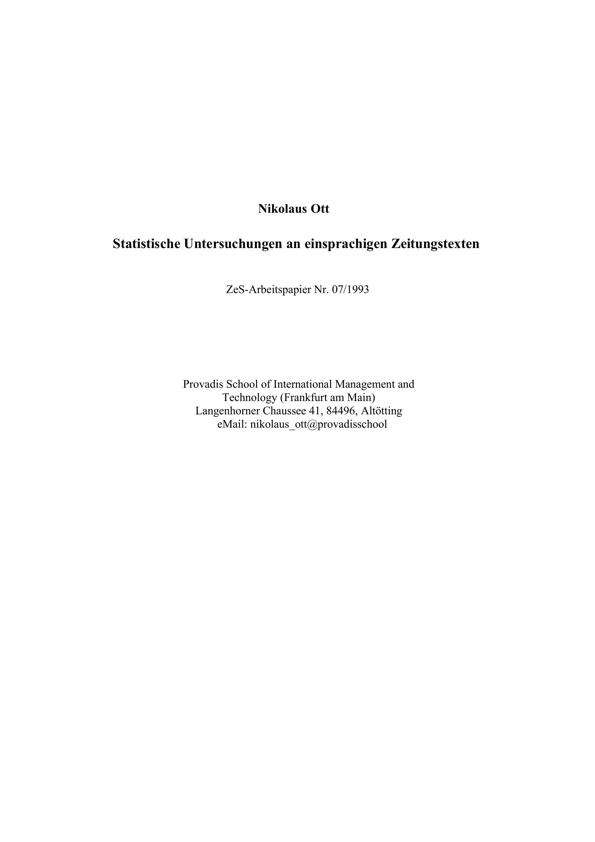 Nikolaus Ott
Statistische Untersuchungen an einsprachigen Zeitungstexten
ZeS-Arbeitspapier Nr. 07/1993
Provadis School of International Management and
Technology (Frankfurt am Main)
Langenhorner Chaussee 41, 84496, Altötting
eMail: nikolaus_ott@provadisschool